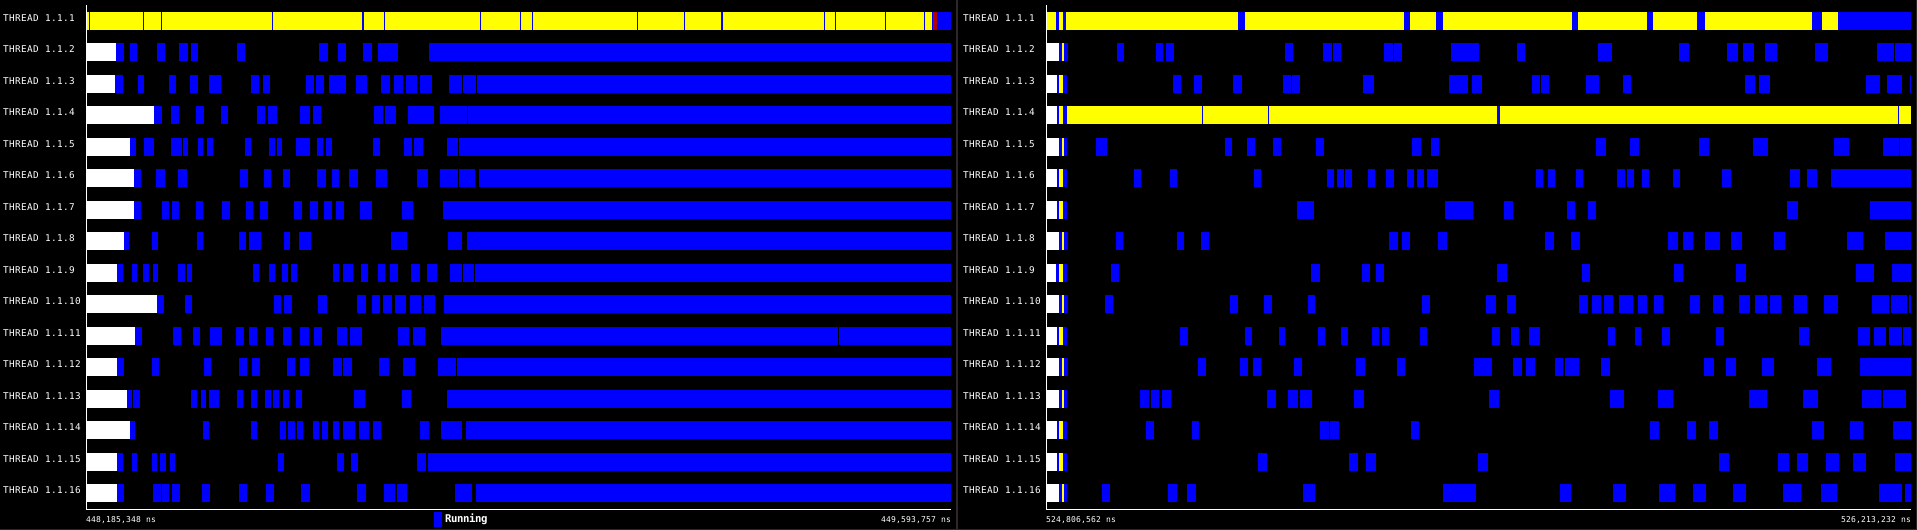 THREAD 1.1.1
THREAD 1.1.2
THREAD 1.1.3
THREAD 1.1.4
THREAD 1.1.5
THREAD 1.1.6
THREAD 1.1.7
THREAD 1.1.8
THREAD 1.1.9
THREAD 1.1.10
THREAD 1.1.11
THREAD 1.1.12
THREAD 1.1.13
THREAD 1.1.14
THREAD 1.1.15
THREAD 1.1.16
448,185,348 ns
Running
449,593,757 ns
THREAD 1.1.1
THREAD 1.1.2
THREAD 1.1.3
THREAD 1.1.4
THREAD 1.1.5
THREAD 1.1.6
THREAD 1.1.7
THREAD 1.1.8
THREAD 1.1.9
THREAD 1.1.10
THREAD 1.1.11
THREAD 1.1.12
THREAD 1.1.13
THREAD 1.1.14
THREAD 1.1.15
THREAD 1.1.16
524,806,562 ns
526,213,232 ns